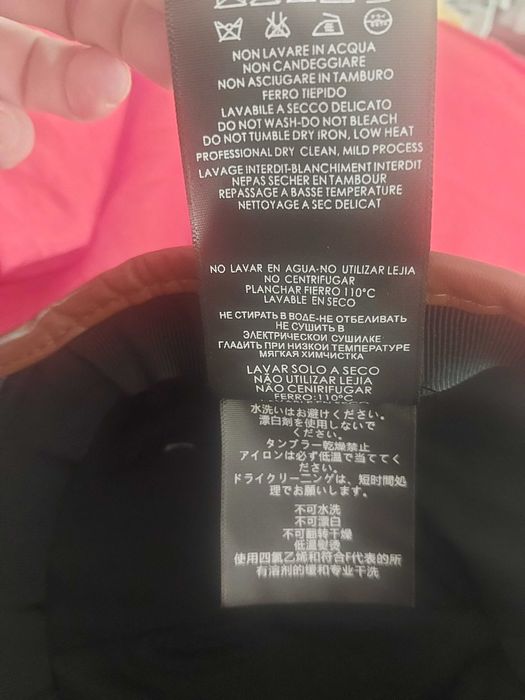 NON LAVARE IN ACQUA
NON CANDEGGIARE
NON ASCIUGARE IN TAMBURO
FERRO TIEPIDO
LAVABILE A SECCO DELICATO
DO NOT WASH-DO NOT BLEACH
DO NOT TUMBLE DRY IRON, LOW HEAT
PROFESSIONAL DRY CLEAN, MILD PROCESS
LAVAGE INTERDIT-BLANCHIMENT INTERDIT
NEPAS SECHER EN TAMBOUR
REPASSAGE A BASSE TEMPERATURE
NETTOYAGE A SEC DELICAT
NO LAVAR EN AGUA-NO UTILIZAR LEJIA
NO CENTRIFUGAR
PLANCHAR FIERRO 110°C
LAVABLE EN SECO
НЕ СТИРАТЬ В ВОДЕ-НЕ ОТБЕЛИВАТЬ
НЕ СУШИТЬ В
ЭЛЕКТРИЧЕСКОЙ СУШИЛКЕ
ГЛАДИТЬ ПРИ НИЗКОЙ ТЕМПЕРАТУРЕ
МЯГКАЯ ХИМЧИСТКА
LAVAR SOLO A SECO
NÃO UTILIZAR LEJIA
NÃO CENIRIFUGAR
FERRO:110°C
水洗いはお避けください。
漂白剤を使用しないで
ください。
タンブラー乾燥禁止
アイロンは必ず低温で当ててく
ださい。
ドライクリーニングは、短時間処
理でお願いします。
不可水洗
不可漂白
不可翻转干燥
低温熨烫
使用四氯乙烯和符合F代表的所
有溶剂的缓和专业干洗